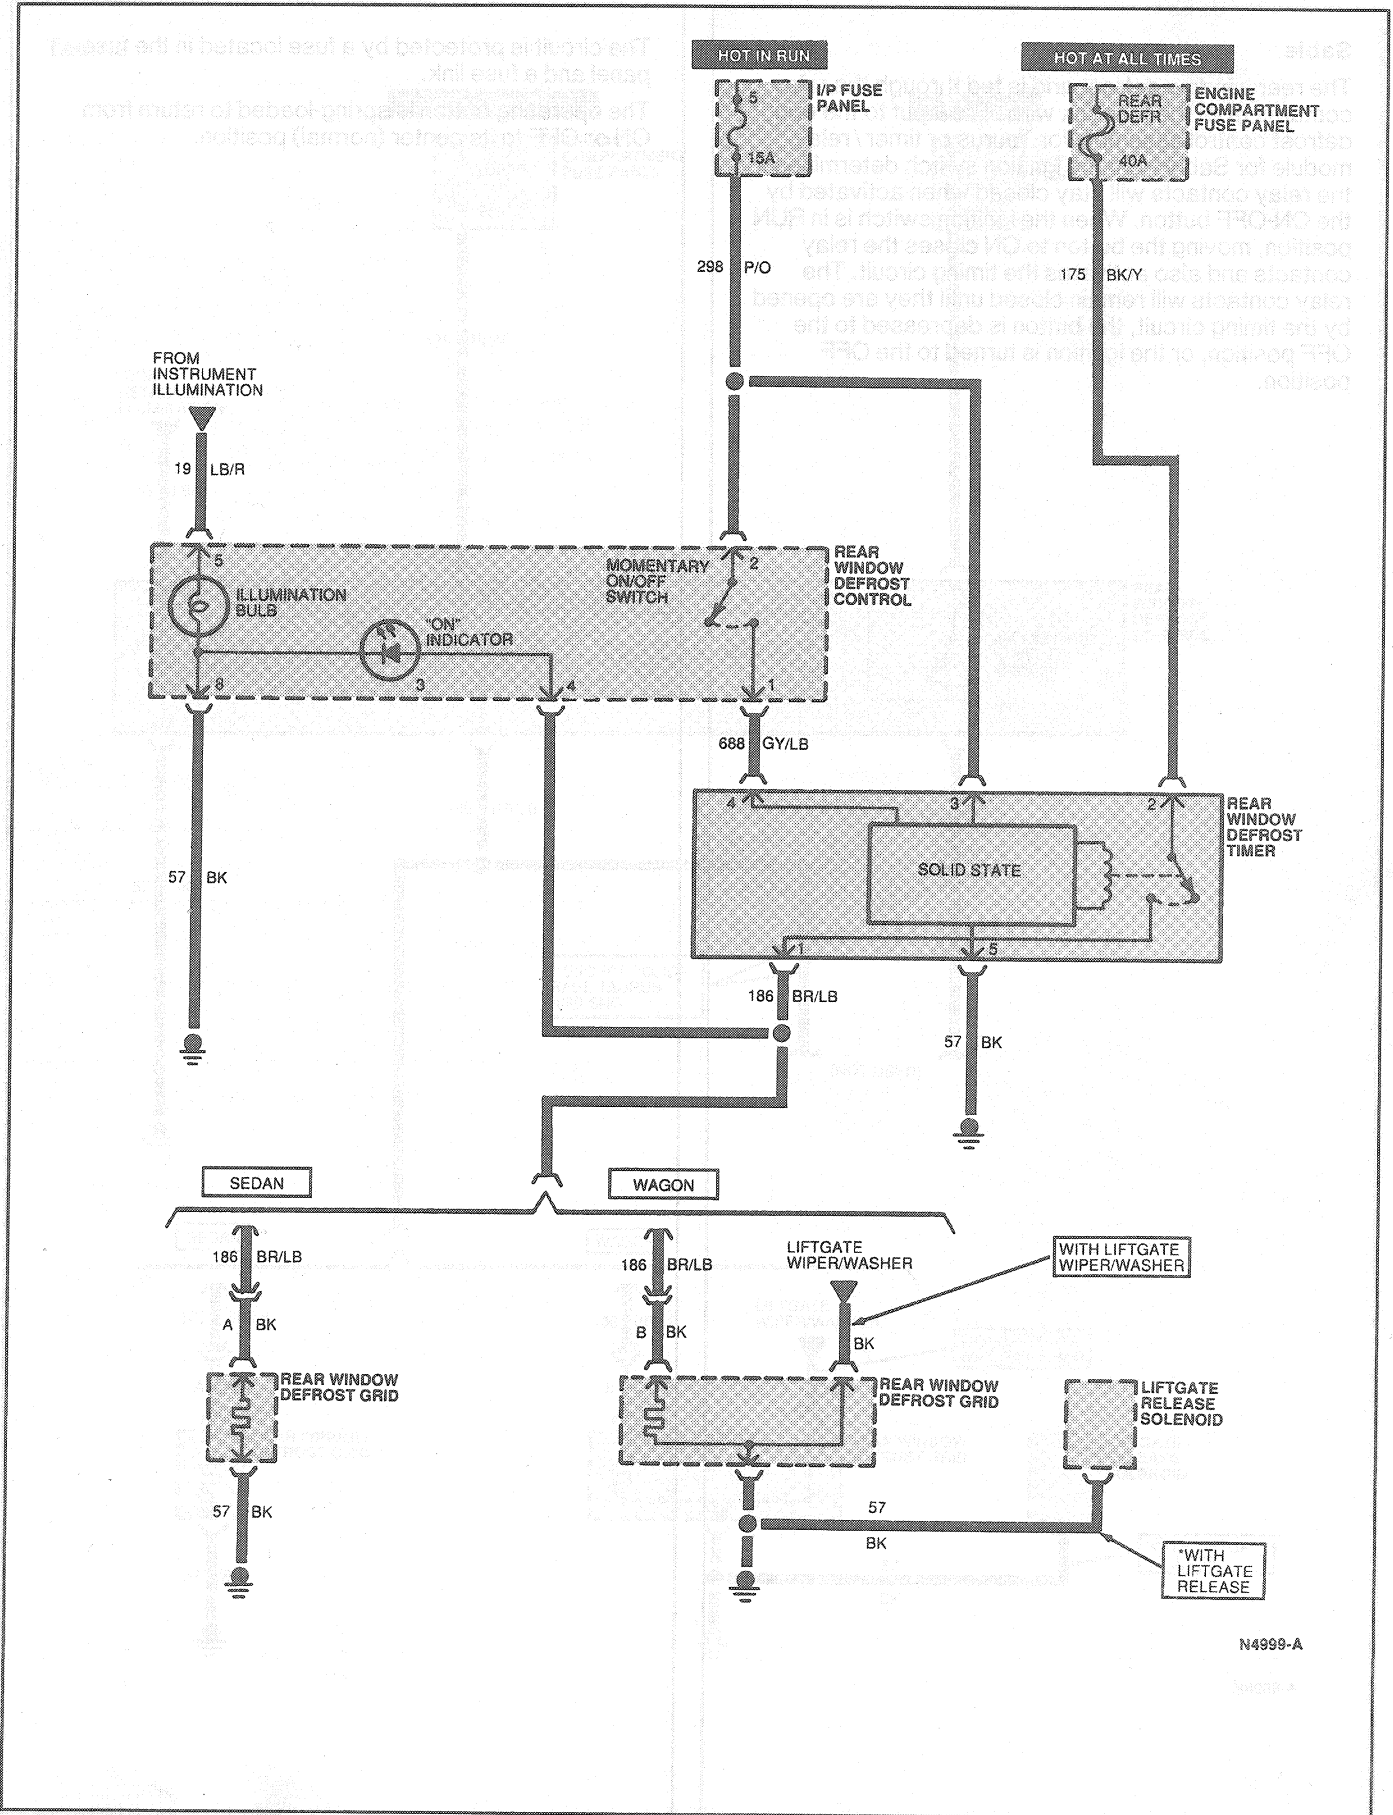 HOT IN RUN
HOT AT ALL TIMES
5
I/P FUSE
PANEL
15A
REAR
DEFR
40A
ENGINE
COMPARTMENT
FUSE PANEL
298 P/O
175 BK/Y
FROM
INSTRUMENT
ILLUMINATION
19 LB/R
5
ILLUMINATION
BULB
"ON"
INDICATOR
MOMENTARY
ON/OFF
SWITCH
2
REAR
WINDOW
DEFROST
CONTROL
8
3
4
1
688 GY/LB
4
3
2
REAR
WINDOW
DEFROST
TIMER
SOLID STATE
57 BK
1
5
186 BR/LB
57 BK
SEDAN
WAGON
186 BR/LB
186 BR/LB
LIFTGATE
WIPER/WASHER
WITH LIFTGATE
WIPER/WASHER
A BK
B BK
BK
REAR WINDOW
DEFROST GRID
REAR WINDOW
DEFROST GRID
LIFTGATE
RELEASE
SOLENOID
57 BK
57
BK
*WITH
LIFTGATE
RELEASE
N4999-A